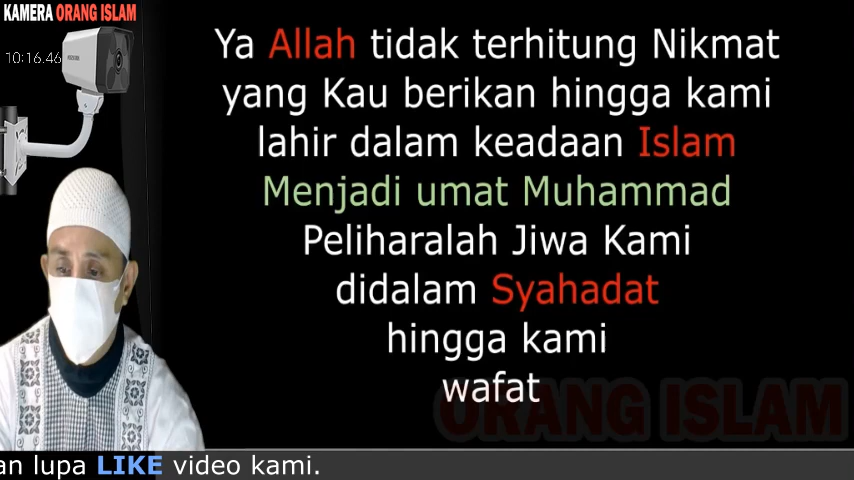 KAMERA ORANG ISLAM
10:16.46
Ya Allah tidak terhitung Nikmat
yang Kau berikan hingga kami
lahir dalam keadaan Islam
Menjadi umat Muhammad
Peliharalah Jiwa Kami
didalam Syahadat
hingga kami
wafat
ORANG ISLAM
an lupa LIKE video kami.